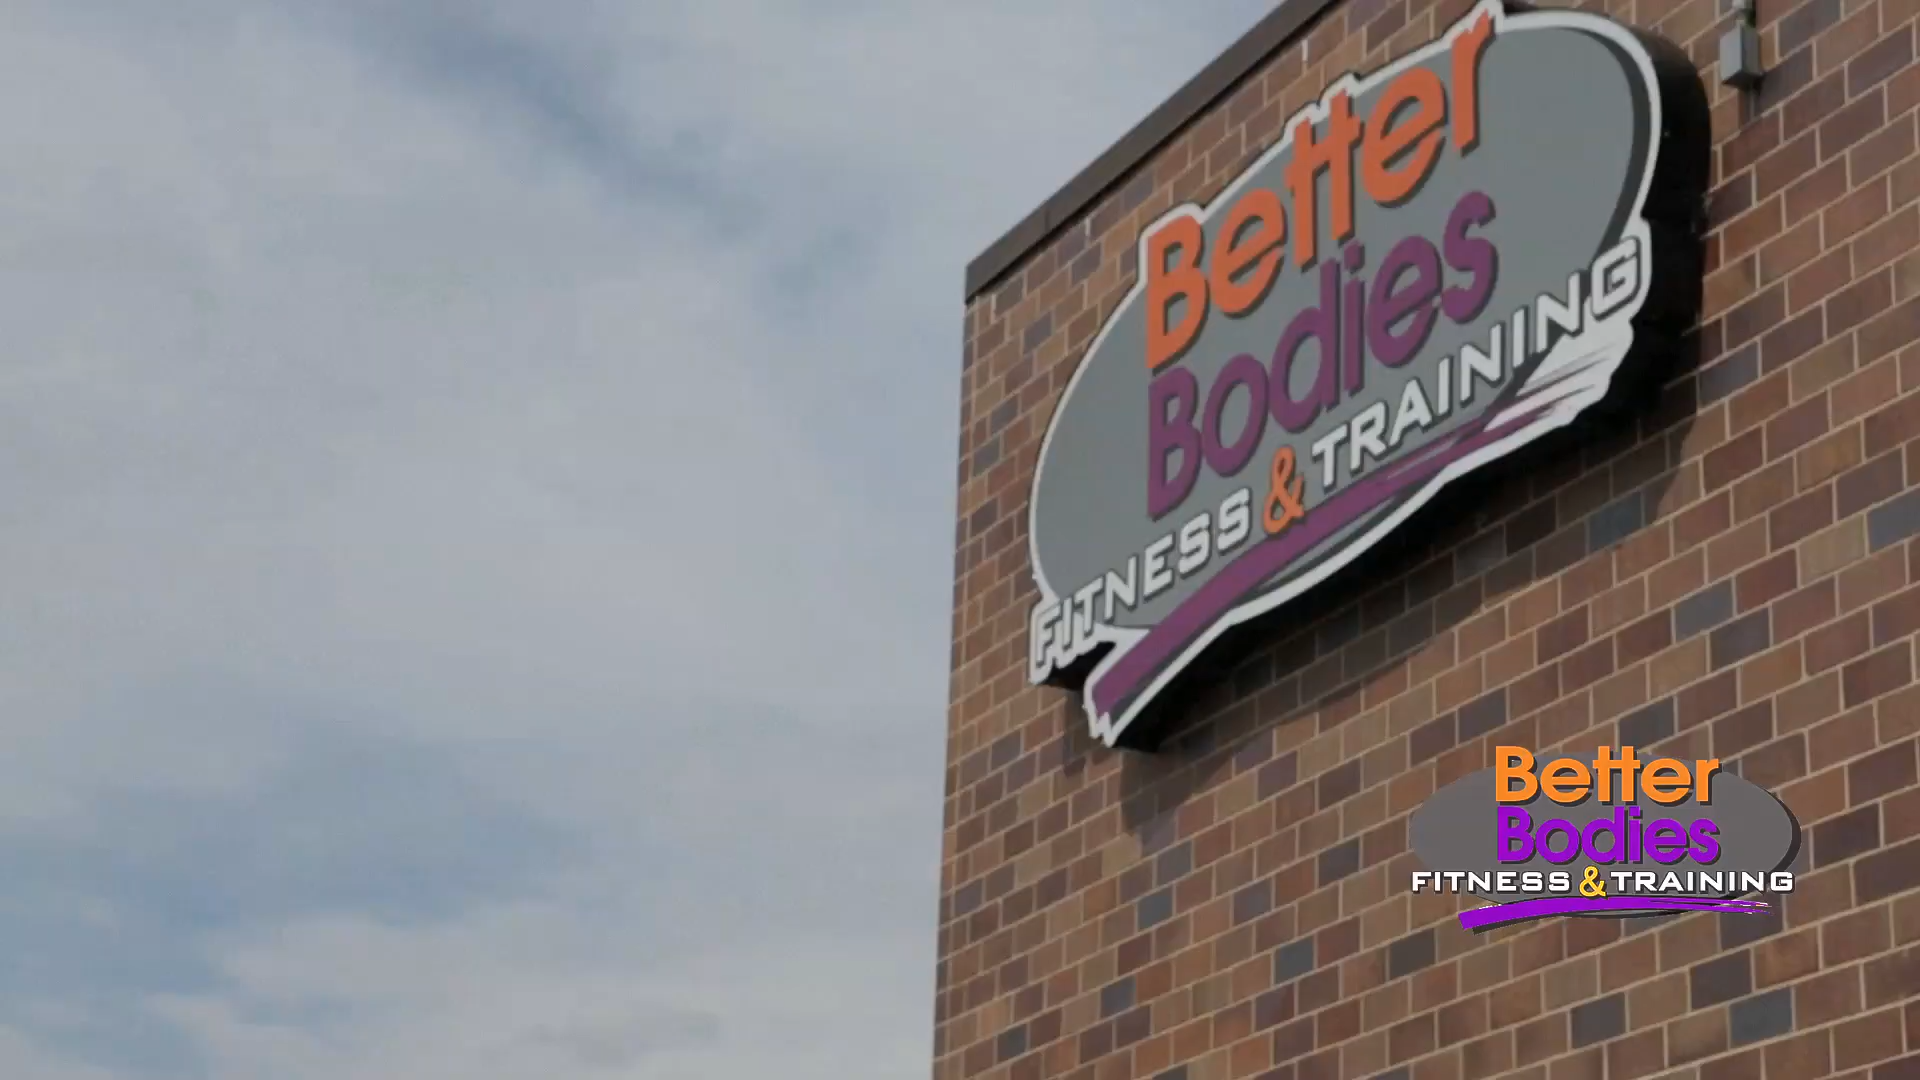 Better
Bodies
FITNESS & TRAINING
Better
Bodies
FITNESS & TRAINING